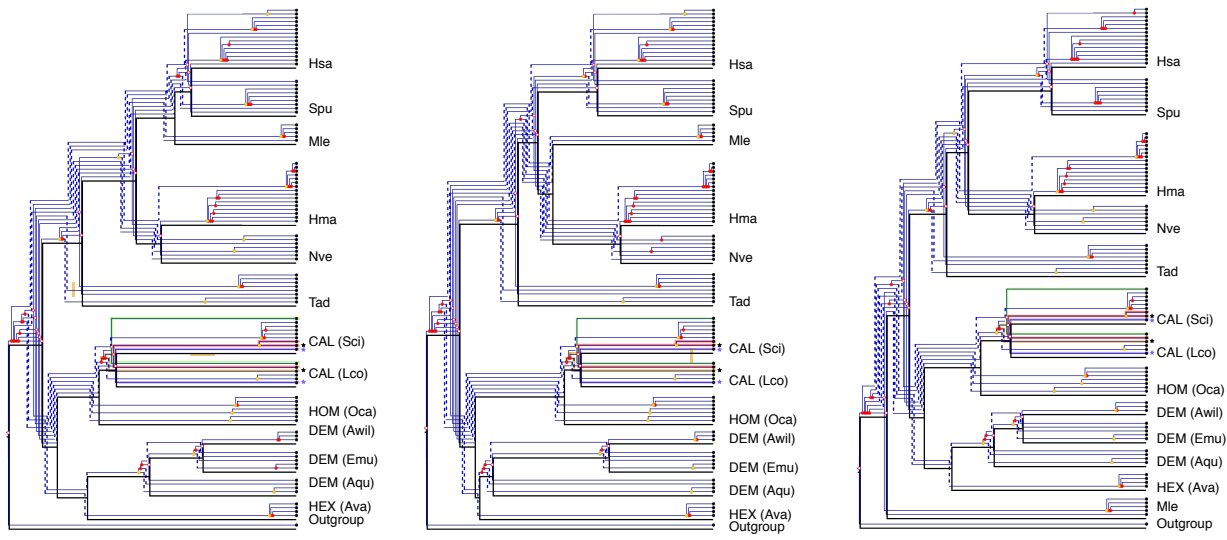 Hsa
Spu
Mle
Hma
Nve
Tad
CAL (Sci)
CAL (Lco)
HOM (Oca)
DEM (Awil)
DEM (Emu)
DEM (Aqu)
HEX (Ava)
Outgroup
Hsa
Spu
Mle
Hma
Nve
Tad
CAL (Sci)
CAL (Lco)
HOM (Oca)
DEM (Awil)
DEM (Emu)
DEM (Aqu)
HEX (Ava)
Outgroup
Hsa
Spu
Hma
Nve
Tad
CAL (Sci)
CAL (Lco)
HOM (Oca)
DEM (Awil)
DEM (Emu)
DEM (Aqu)
HEX (Ava)
Mle
Outgroup